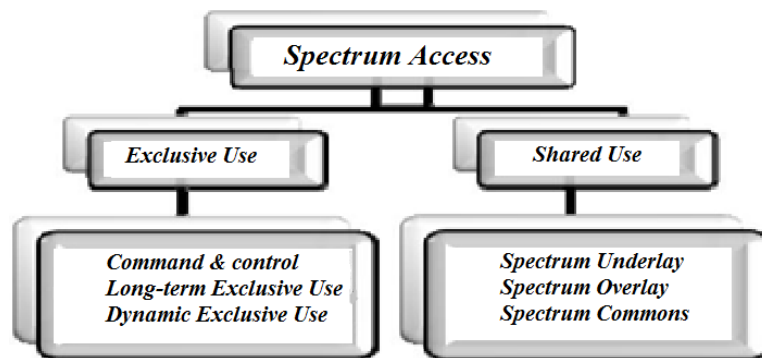 Spectrum Access
Exclusive Use
Shared Use
Command & control
Long-term Exclusive Use
Dynamic Exclusive Use
Spectrum Underlay
Spectrum Overlay
Spectrum Commons